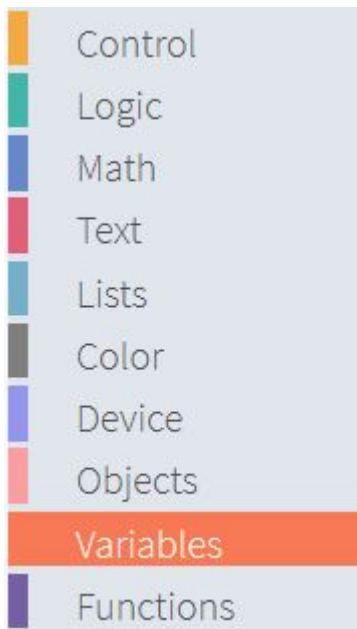 Control
Logic
Math
Text
Lists
Color
Device
Objects
Variables
Functions